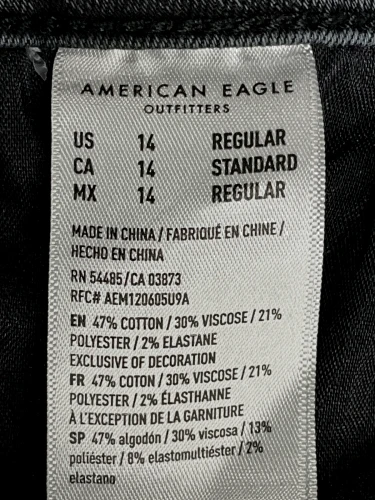 AMERICAN EAGLE
OUTFITTERS
US 14 REGULAR
CA 14 STANDARD
MX 14 REGULAR
MADE IN CHINA / FABRIQUÉ EN CHINE /
HECHO EN CHINA
RN 54485/CA 03873
RFC# AEM120605U9A
EN 47% COTTON / 30% VISCOSE / 21%
POLYESTER / 2% ELASTANE
EXCLUSIVE OF DECORATION
FR 47% COTON / 30% VISCOSE / 21%
POLYESTER / 2% ÉLASTHANNE
À L'EXCEPTION DE LA GARNITURE
SP 47% algodón / 30% viscosa / 13%
poliéster / 8% elastomultiéster / 2%
elastano